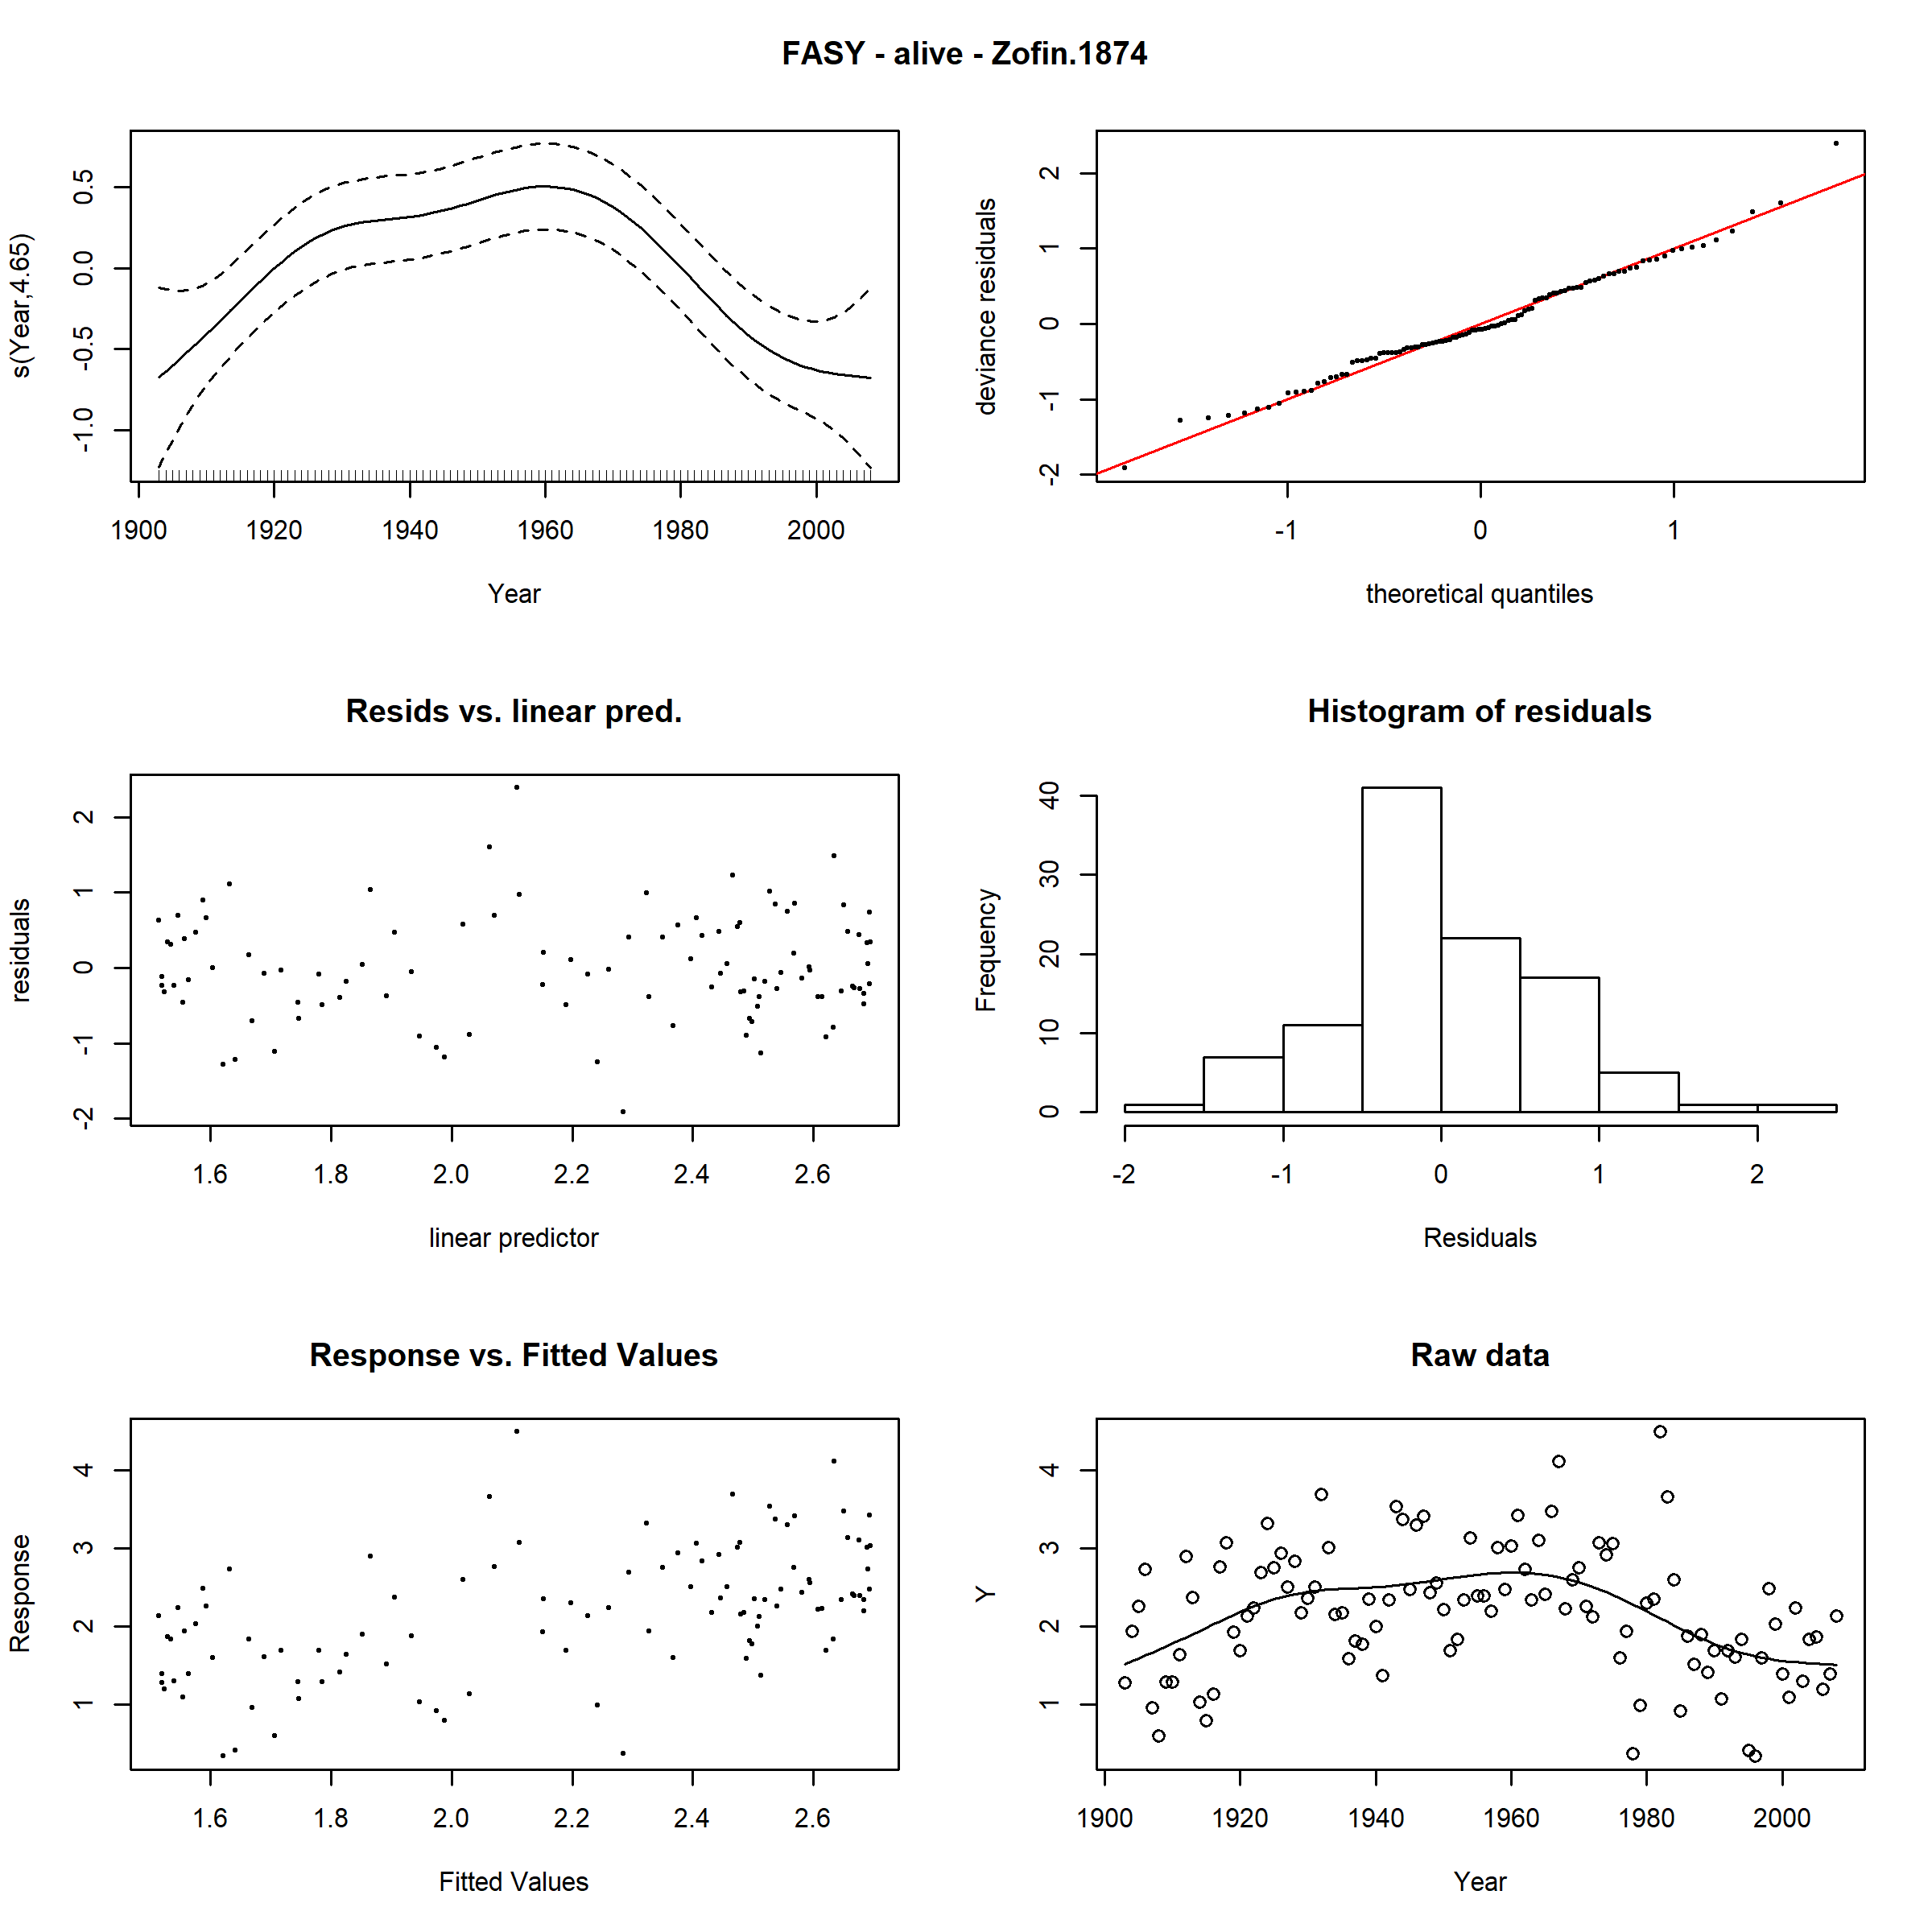 FASY - alive - Zofin.1874
s(Year,4.65)
-1.0 -0.5 0.0 0.5
1900 1920 1940 1960 1980 2000
Year
deviance residuals
-2 -1 0 1 2
-1 0 1
theoretical quantiles
Resids vs. linear pred.
residuals
-2 -1 0 1 2
1.6 1.8 2.0 2.2 2.4 2.6
linear predictor
Histogram of residuals
Frequency
0 10 20 30 40
-2 -1 0 1 2
Residuals
Response vs. Fitted Values
Response
1 2 3 4
1.6 1.8 2.0 2.2 2.4 2.6
Fitted Values
Raw data
Y
1 2 3 4
1900 1920 1940 1960 1980 2000
Year